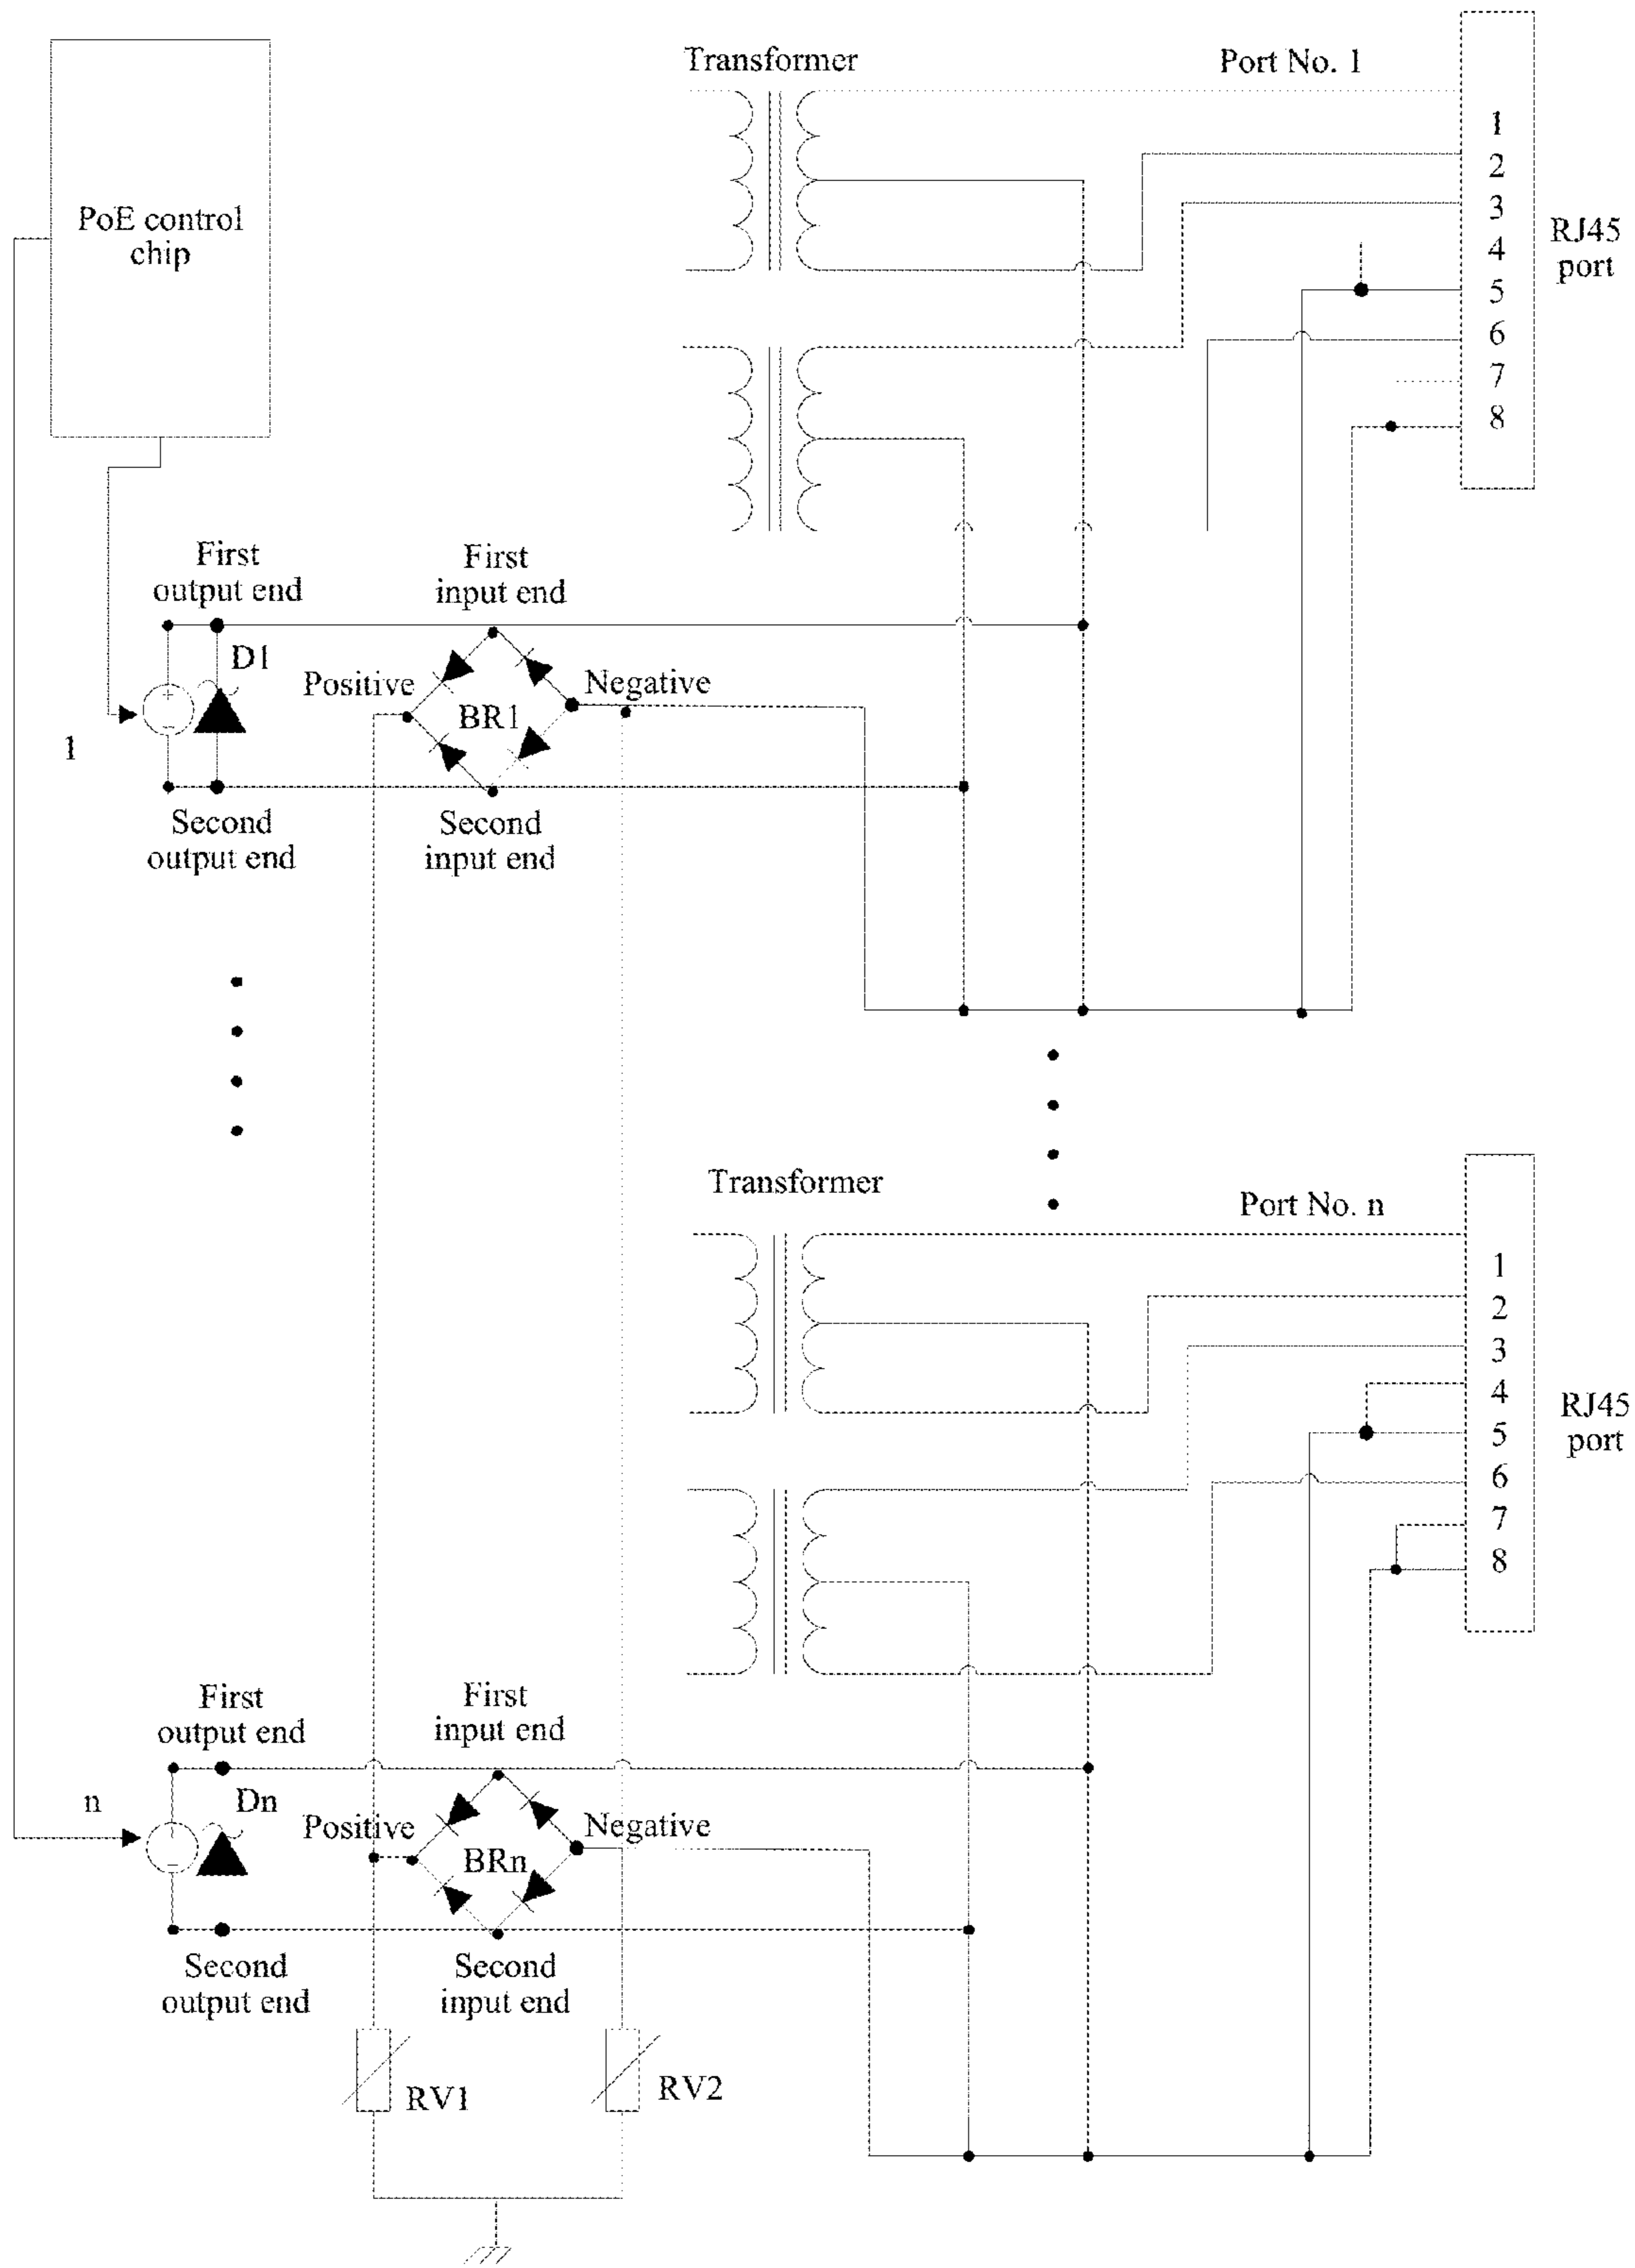 Transformer
Port No. 1
PoE control
chip
1
2
3
4
5
6
7
8
RJ45
port
First
output end
First
input end
D1
Positive
Negative
BR1
1
Second
output end
Second
input end
Transformer
Port No. n
1
2
3
4
5
6
7
8
RJ45
port
First
output end
First
input end
n
Dn
Positive
Negative
BRn
Second
output end
Second
input end
RV1
RV2